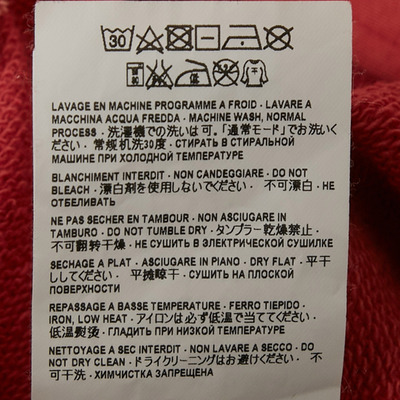 30
LAVAGE EN MACHINE PROGRAMME A FROID · LAVARE A
MACCHINA ACQUA FREDDA · MACHINE WASH, NORMAL
PROCESS · 洗濯機での洗いは可。「通常モード」でお洗いく
ださい · 常规机洗30度 · СТИРАТЬ В СТИРАЛЬНОЙ
МАШИНЕ ПРИ ХОЛОДНОЙ ТЕМПЕРАТУРЕ
BLANCHIMENT INTERDIT · NON CANDEGGIARE · DO NOT
BLEACH · 漂白剤を使用しないでください · 不可漂白 · НЕ
ОТБЕЛИВАТЬ
NE PAS SECHER EN TAMBOUR · NON ASCIUGARE IN
TAMBURO · DO NOT TUMBLE DRY · タンブラー乾燥禁止 ·
不可翻转干燥 · НЕ СУШИТЬ В ЭЛЕКТРИЧЕСКОЙ СУШИЛКЕ
SECHAGE A PLAT · ASCIUGARE IN PIANO · DRY FLAT · 平干
ししてください · 平摊晾干 · СУШИТЬ НА ПЛОСКОЙ
ПОВЕРХНОСТИ
REPASSAGE A BASSE TEMPERATURE · FERRO TIEPIDO ·
IRON, LOW HEAT · アイロンは必ず低温で当ててください ·
低温熨烫 · ГЛАДИТЬ ПРИ НИЗКОЙ ТЕМПЕРАТУРЕ
NETTOYAGE A SEC INTERDIT · NON LAVARE A SECCO · DO
NOT DRY CLEAN · ドライクリーニングはお避けください · 不
可干洗 · ХИМЧИСТКА ЗАПРЕЩЕНА